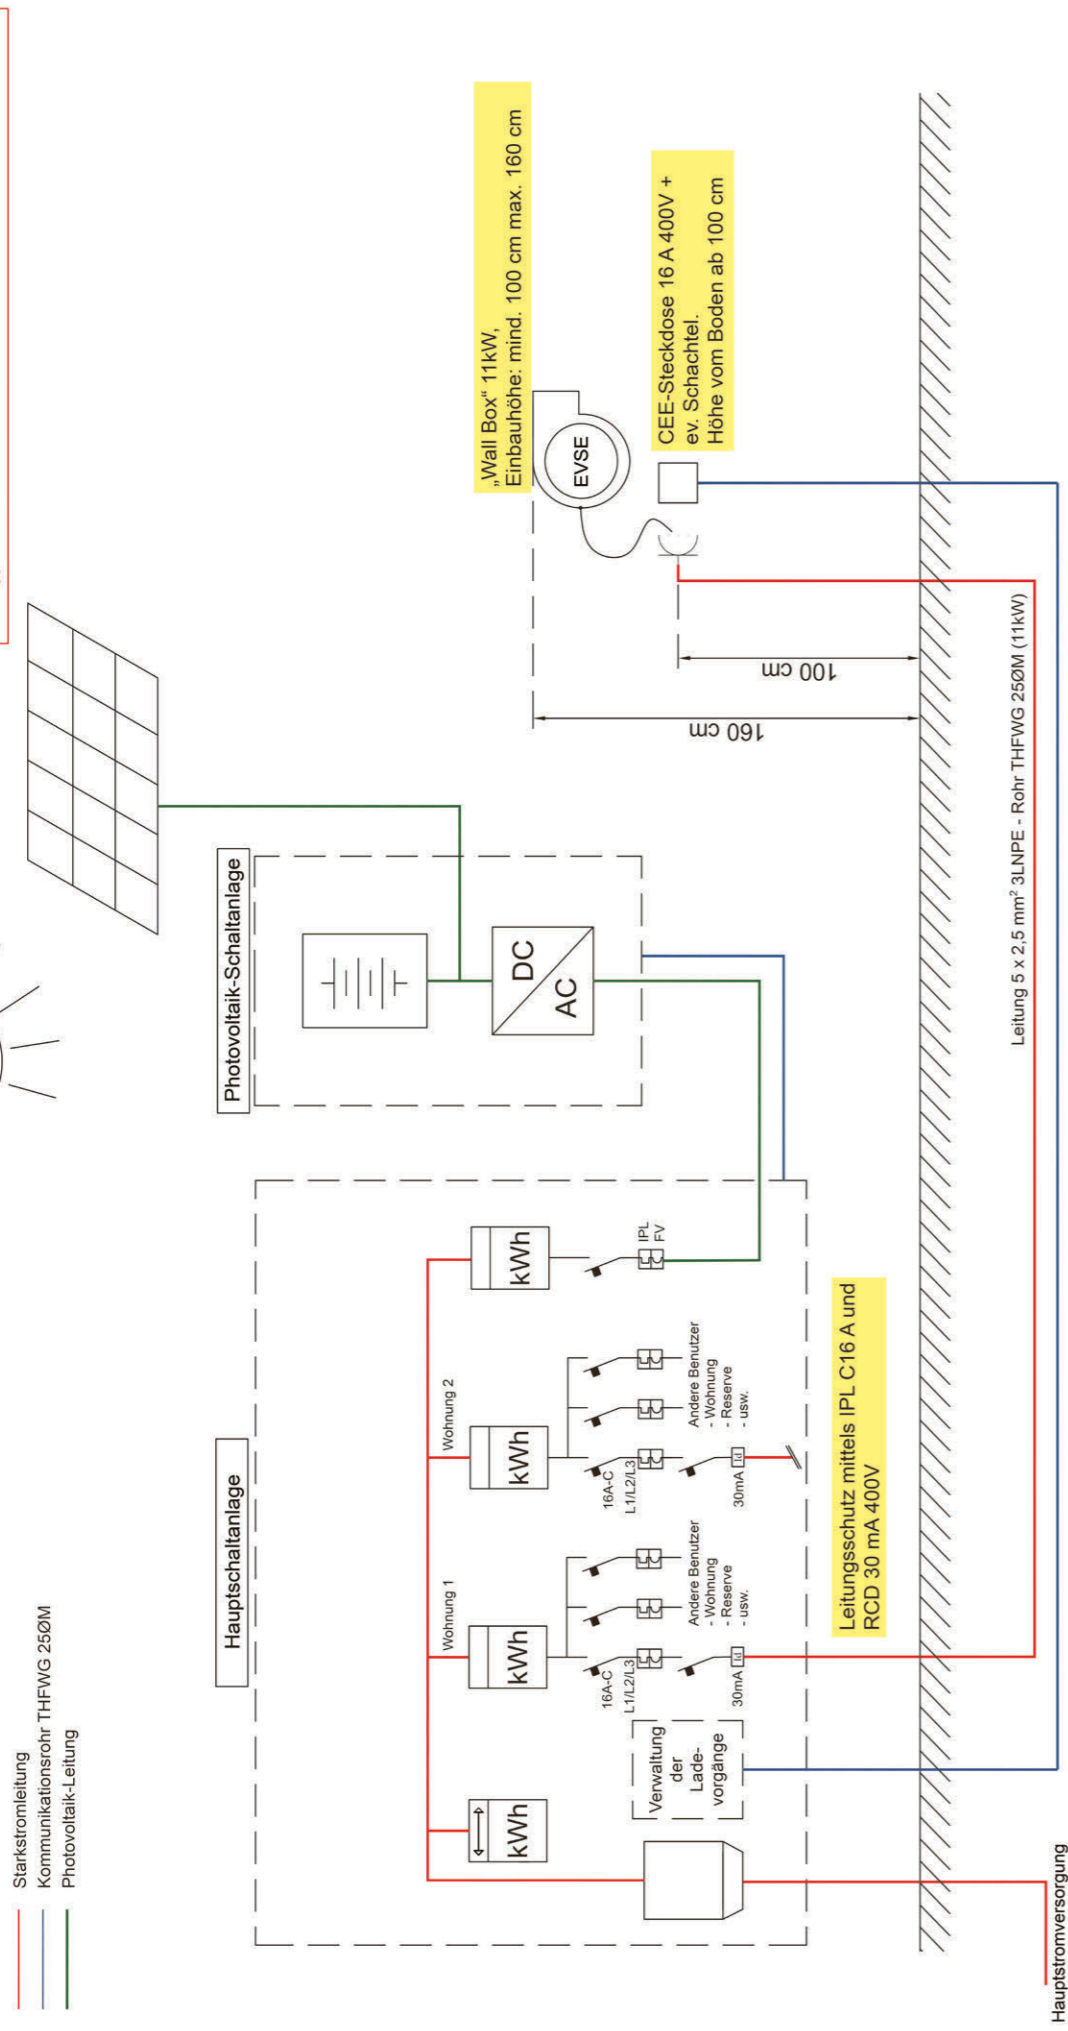 Starkstromleitung
Kommunikationsrohr THFWG 25ØM
Photovoltaik-Leitung
Hauptschaltanlage
Photovoltaik-Schaltanlage
kWh
Wohnung 1
kWh
Wohnung 2
kWh
kWh
DC
AC
„Wall Box“ 11kW,
Einbauhöhe: mind. 100 cm max. 160 cm
EVSE
CEE-Steckdose 16 A 400V +
ev. Schachtel.
Höhe vom Boden ab 100 cm
160 cm
100 cm
Verwaltung
der
Lade-
vorgänge
16A-C
L1/L2/L3
30mA
Id
Andere Benutzer
- Wohnung
- Reserve
- usw.
16A-C
L1/L2/L3
30mA
Id
Andere Benutzer
- Wohnung
- Reserve
- usw.
IPL
FV
Leitungsschutz mittels IPL C16 A und
RCD 30 mA 400V
Leitung 5 x 2,5 mm² 3LNPE - Rohr THFWG 25ØM (11kW)
Hauptstromversorgung